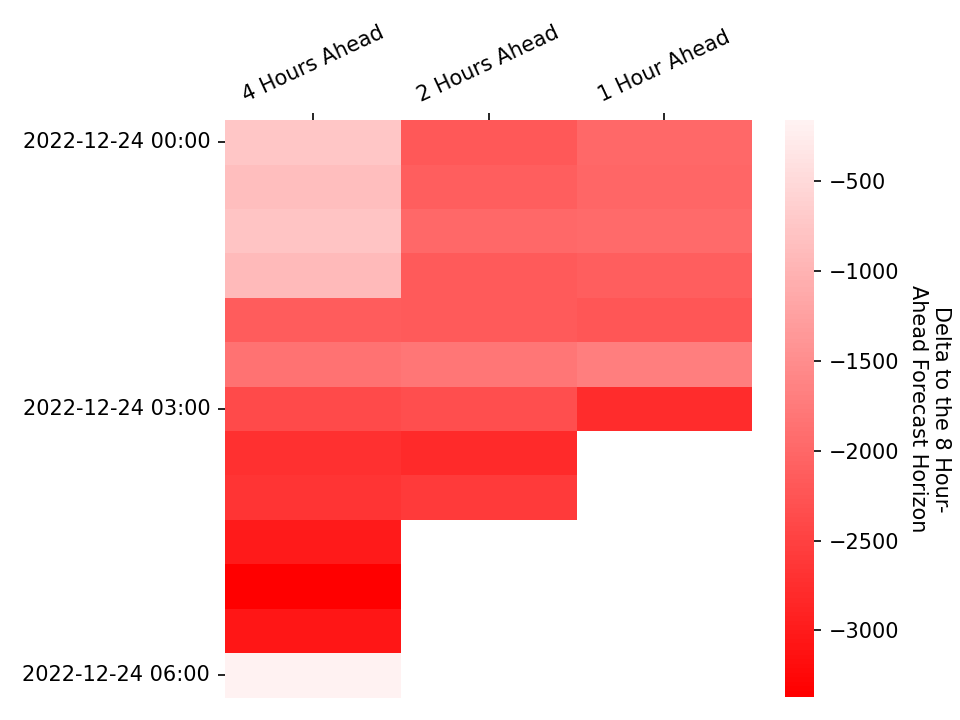 4 Hours Ahead
2 Hours Ahead
1 Hour Ahead
2022-12-24 00:00
2022-12-24 03:00
2022-12-24 06:00
−500
−1000
−1500
−2000
−2500
−3000
Delta to the 8 Hour-
Ahead Forecast Horizon